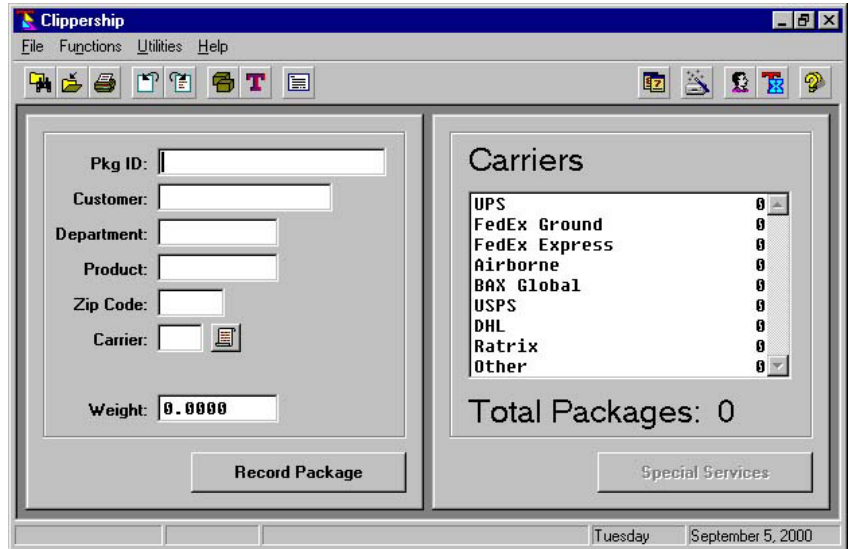 Clippership
File Functions Utilities Help
T
Pkg ID:
Customer:
Department:
Product:
Zip Code:
Carrier:
Weight: 0.0000
Record Package
Carriers
UPS 0
FedEx Ground 0
FedEx Express 0
Airborne 0
BAX Global 0
USPS 0
DHL 0
Ratrix 0
Other 0
Total Packages: 0
Special Services
Tuesday September 5, 2000